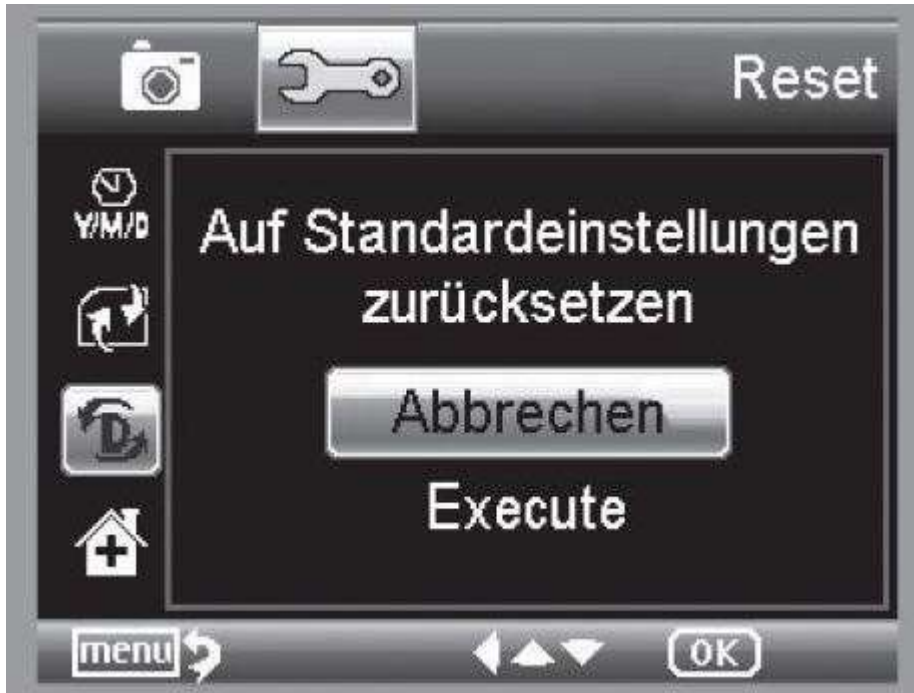 Reset
Y/M/D
Auf Standardeinstellungen
zurücksetzen
Abbrechen
D
Execute
menu
OK